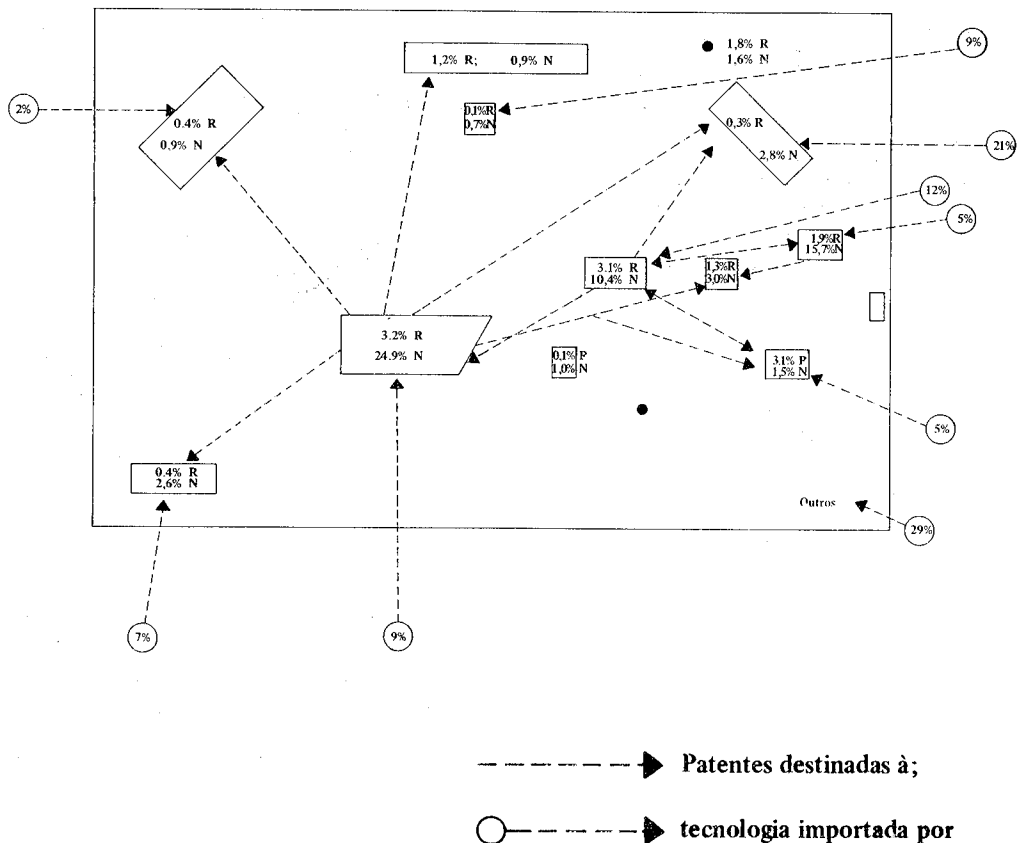 1,2% R; 0,9% N
1,8% R
1,6% N
9%
2%
0.4% R
0.9% N
0.1%R
0,7%N
0,3% R
2,8% N
21%
12%
5%
1,9%R
15,7%N
3.1% R
10,4% N
1,3%R
3,0%N
3.2% R
24.9% N
0,1% P
1,0% N
3.1% P
1,5% N
5%
0.4% R
2,6% N
Outros
29%
7%
9%
Patentes destinadas à;
tecnologia importada por